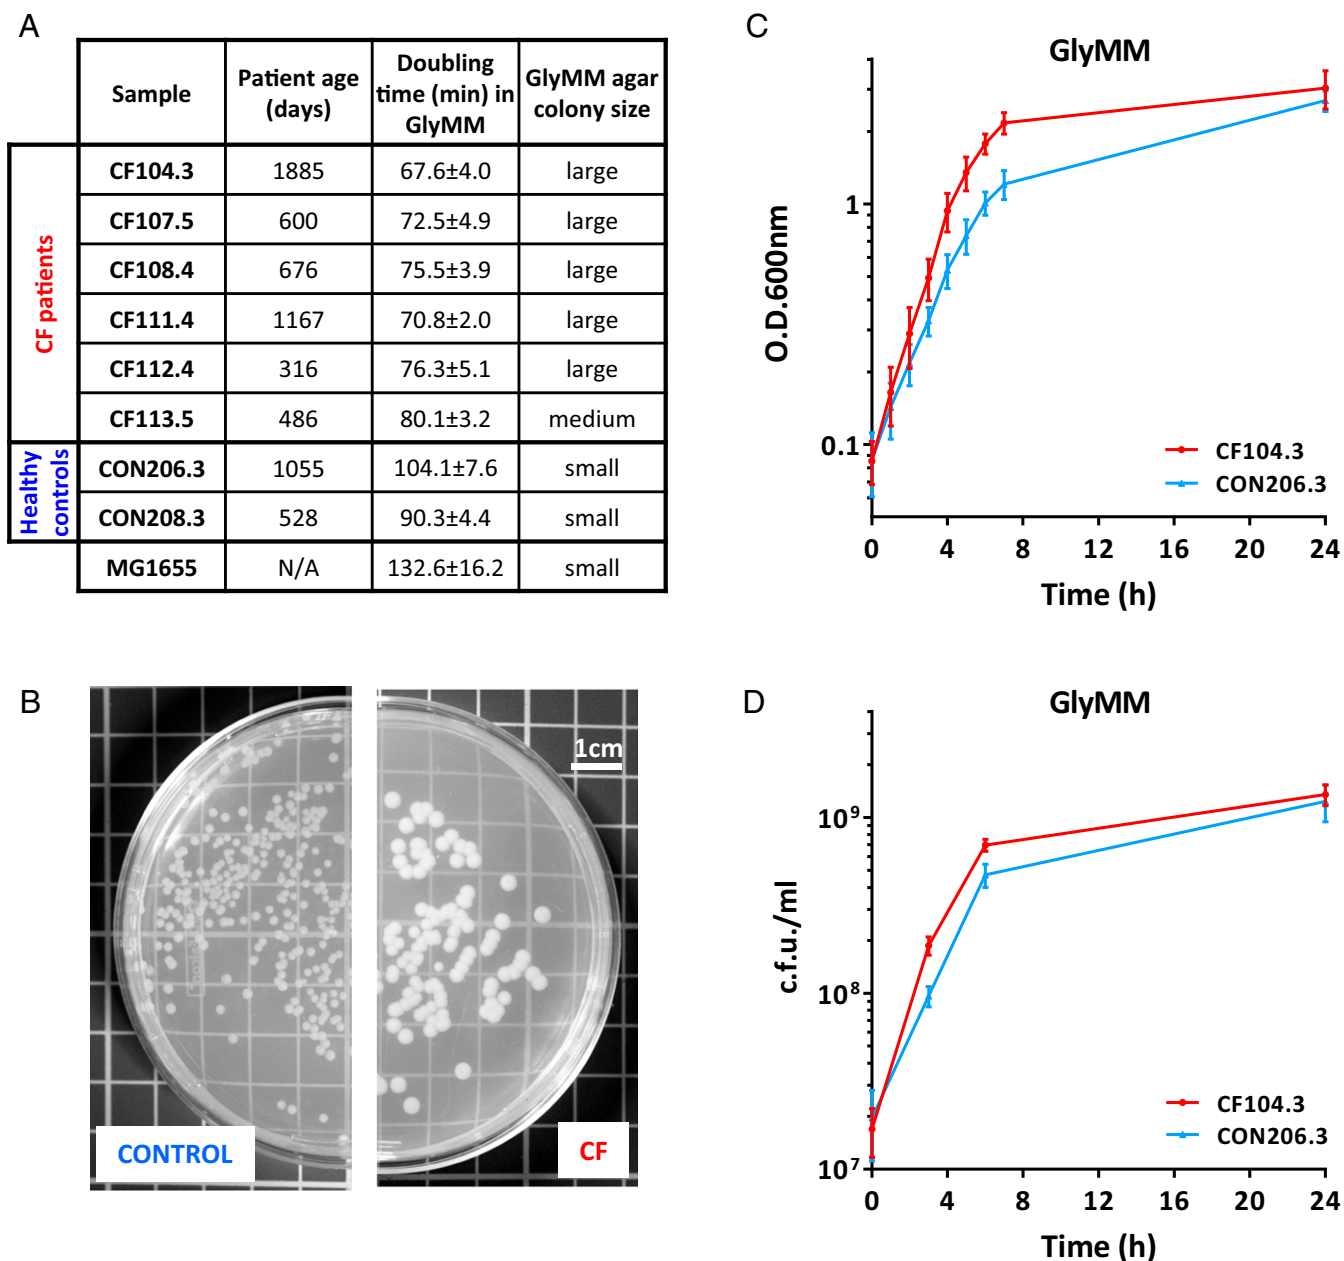 A
Sample Patient age (days) Doubling time (min) in GlyMM GlyMM agar colony size
CF patients
CF104.3 1885 67.6±4.0 large
CF107.5 600 72.5±4.9 large
CF108.4 676 75.5±3.9 large
CF111.4 1167 70.8±2.0 large
CF112.4 316 76.3±5.1 large
CF113.5 486 80.1±3.2 medium
Healthy controls
CON206.3 1055 104.1±7.6 small
CON208.3 528 90.3±4.4 small
MG1655 N/A 132.6±16.2 small
B
1cm
CONTROL
CF
C
GlyMM
O.D.600nm
1
0.1
CF104.3
CON206.3
0 4 8 12 16 20 24
Time (h)
D
GlyMM
c.f.u./ml
10⁹
10⁸
10⁷
CF104.3
CON206.3
0 4 8 12 16 20 24
Time (h)